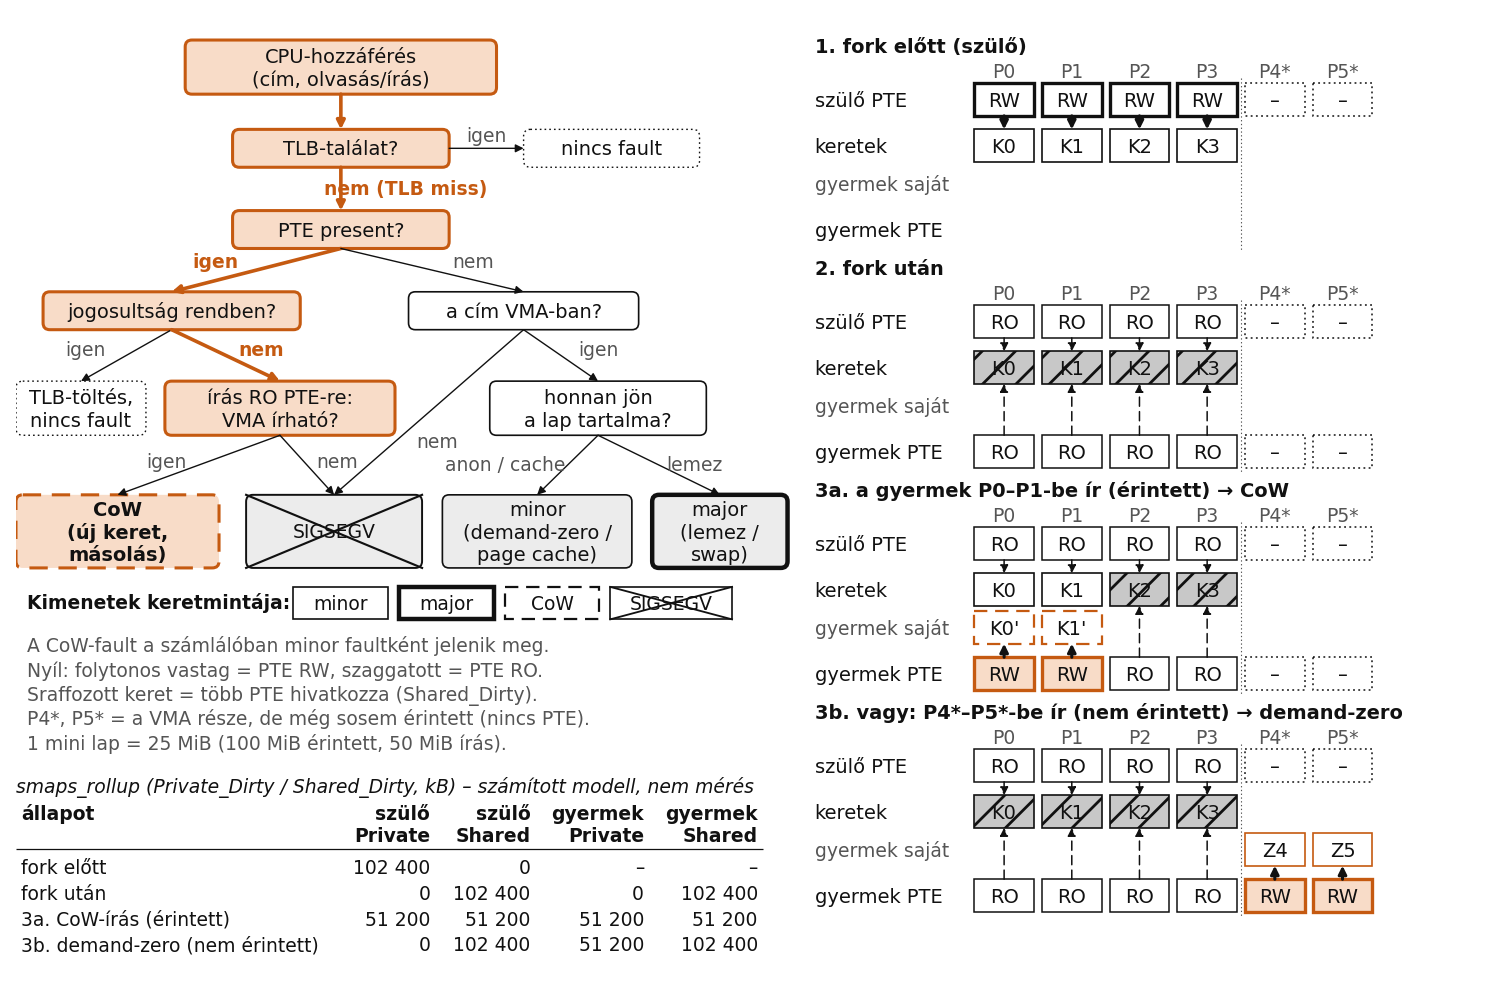 CPU-hozzáférés
(cím, olvasás/írás)
TLB-találat?
igen
nincs fault
nem (TLB miss)
PTE present?
igen
nem
jogosultság rendben?
a cím VMA-ban?
igen
nem
igen
TLB-töltés,
nincs fault
írás RO PTE-re:
VMA írható?
honnan jön
a lap tartalma?
igen
nem
nem
anon / cache
lemez
CoW
(új keret,
másolás)
SIGSEGV
minor
(demand-zero /
page cache)
major
(lemez /
swap)
Kimenetek keretmintája:
minor
major
CoW
SIGSEGV
A CoW-fault a számlálóban minor faultként jelenik meg.
Nyíl: folytonos vastag = PTE RW, szaggatott = PTE RO.
Sraffozott keret = több PTE hivatkozza (Shared_Dirty).
P4*, P5* = a VMA része, de még sosem érintett (nincs PTE).
1 mini lap = 25 MiB (100 MiB érintett, 50 MiB írás).
smaps_rollup (Private_Dirty / Shared_Dirty, kB) – számított modell, nem mérés
állapot szülő szülő gyermek gyermek
Private Shared Private Shared
fork előtt 102 400 0 – –
fork után 0 102 400 0 102 400
3a. CoW-írás (érintett) 51 200 51 200 51 200 51 200
3b. demand-zero (nem érintett) 0 102 400 51 200 102 400
1. fork előtt (szülő)
P0 P1 P2 P3 P4* P5*
szülő PTE RW RW RW RW – –
keretek K0 K1 K2 K3
gyermek saját
gyermek PTE
2. fork után
P0 P1 P2 P3 P4* P5*
szülő PTE RO RO RO RO – –
keretek K0 K1 K2 K3
gyermek saját
gyermek PTE RO RO RO RO – –
3a. a gyermek P0–P1-be ír (érintett) → CoW
P0 P1 P2 P3 P4* P5*
szülő PTE RO RO RO RO – –
keretek K0 K1 K2 K3
gyermek saját K0' K1'
gyermek PTE RW RW RO RO – –
3b. vagy: P4*–P5*-be ír (nem érintett) → demand-zero
P0 P1 P2 P3 P4* P5*
szülő PTE RO RO RO RO – –
keretek K0 K1 K2 K3
gyermek saját Z4 Z5
gyermek PTE RO RO RO RO RW RW